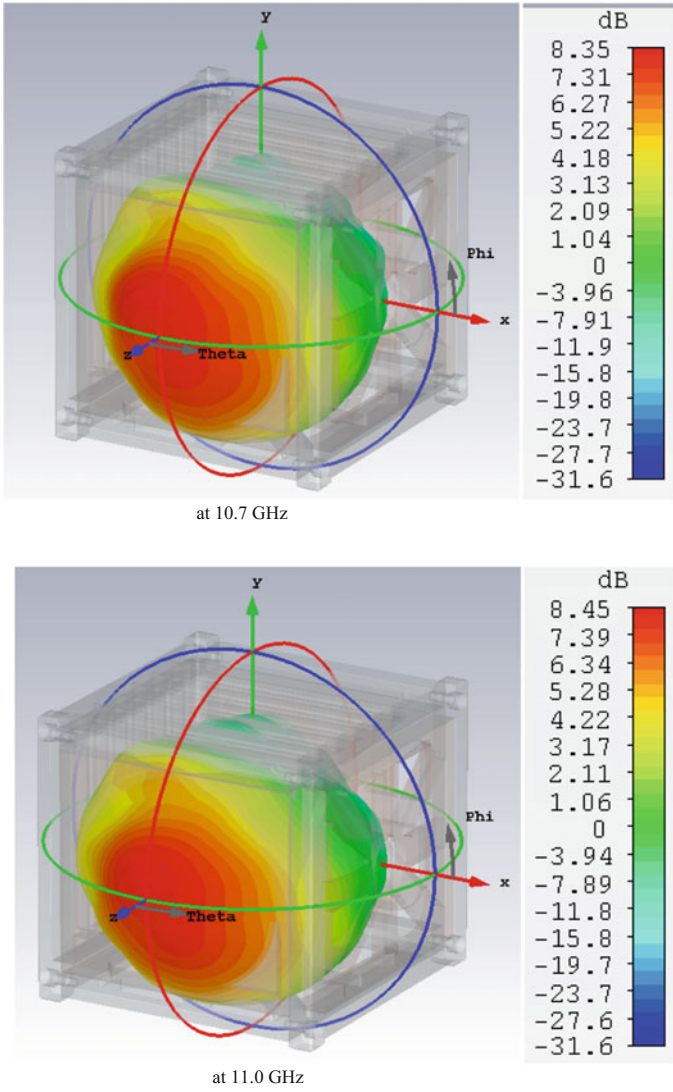 y
Phi
x
z
Theta
dB
8.35
7.31
6.27
5.22
4.18
3.13
2.09
1.04
0
-3.96
-7.91
-11.9
-15.8
-19.8
-23.7
-27.7
-31.6
at 10.7 GHz
y
Phi
x
z
Theta
dB
8.45
7.39
6.34
5.28
4.22
3.17
2.11
1.06
0
-3.94
-7.89
-11.8
-15.8
-19.7
-23.7
-27.6
-31.6
at 11.0 GHz